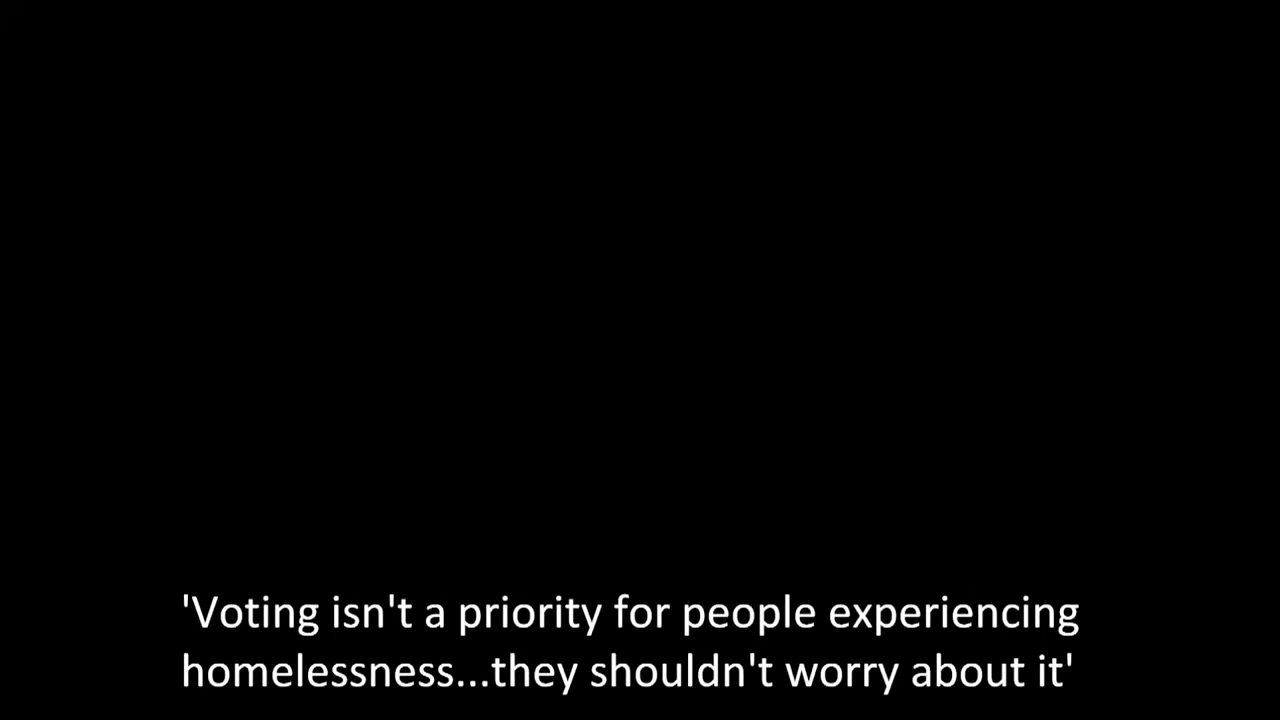 'Voting isn't a priority for people experiencing
homelessness...they shouldn't worry about it'